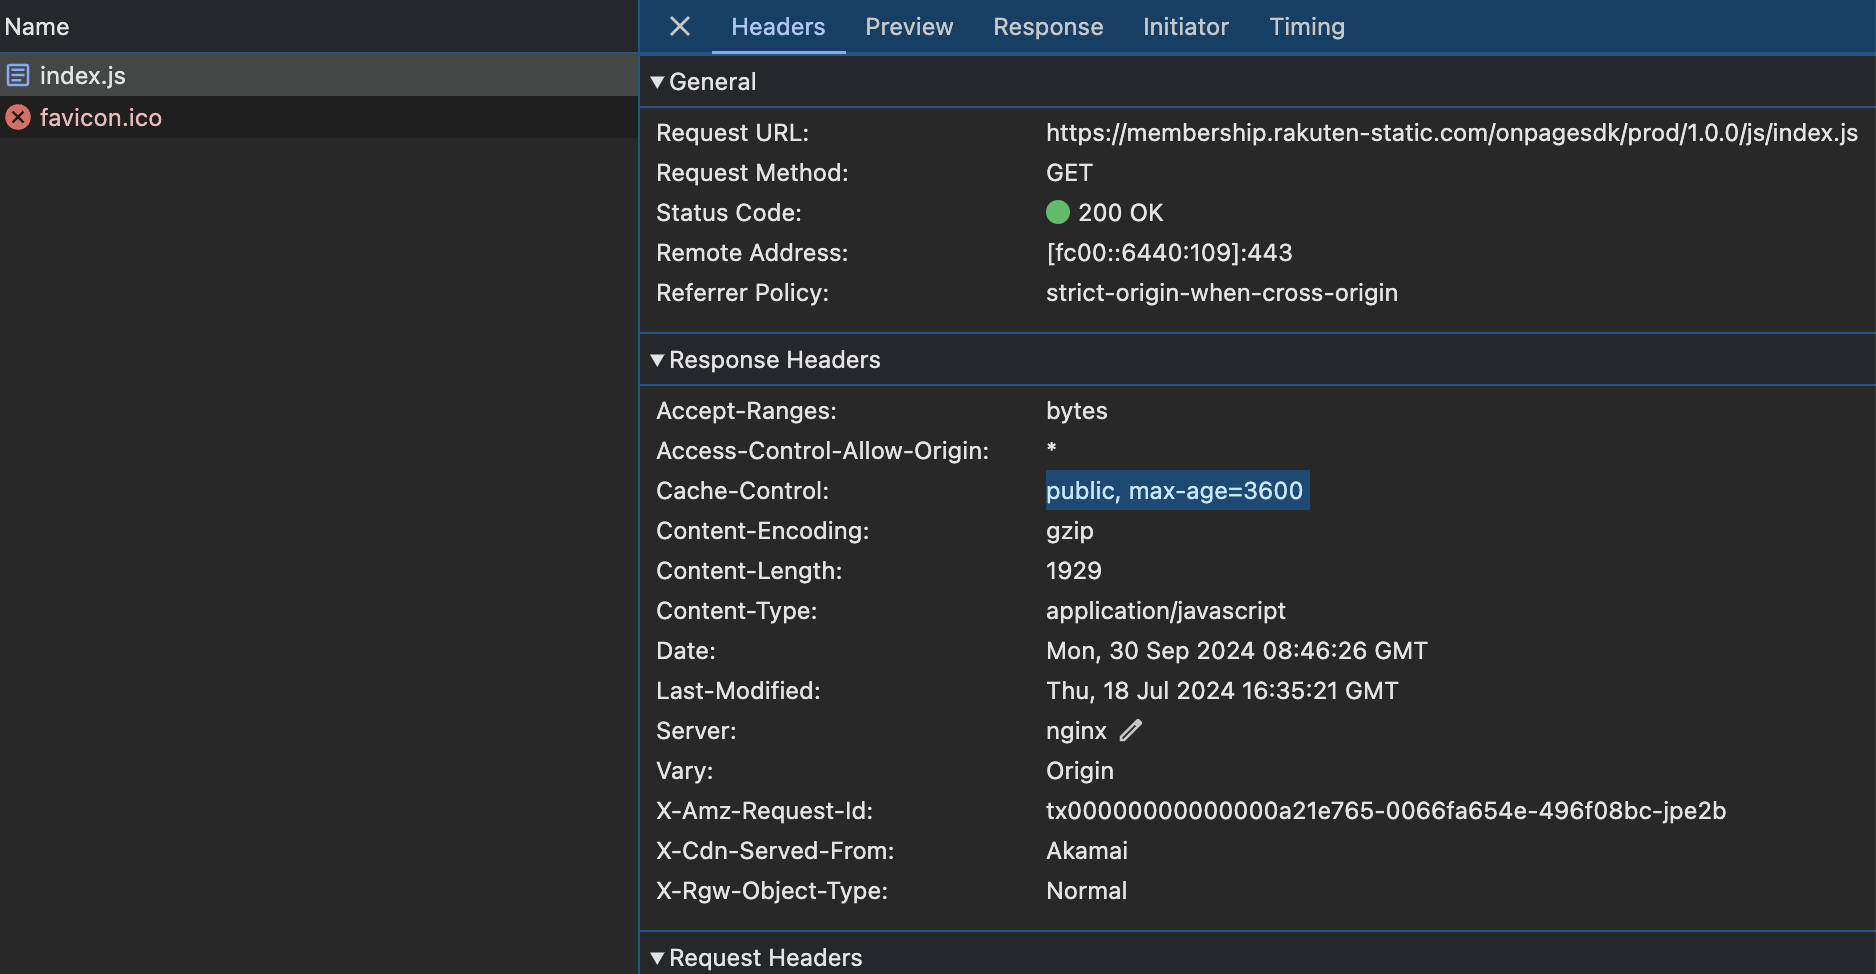 Name
index.js
favicon.ico
Headers Preview Response Initiator Timing
General
Request URL: https://membership.rakuten-static.com/onpagesdk/prod/1.0.0/js/index.js
Request Method: GET
Status Code: 200 OK
Remote Address: [fc00::6440:109]:443
Referrer Policy: strict-origin-when-cross-origin
Response Headers
Accept-Ranges: bytes
Access-Control-Allow-Origin: *
Cache-Control: public, max-age=3600
Content-Encoding: gzip
Content-Length: 1929
Content-Type: application/javascript
Date: Mon, 30 Sep 2024 08:46:26 GMT
Last-Modified: Thu, 18 Jul 2024 16:35:21 GMT
Server: nginx
Vary: Origin
X-Amz-Request-Id: tx00000000000000a21e765-0066fa654e-496f08bc-jpe2b
X-Cdn-Served-From: Akamai
X-Rgw-Object-Type: Normal
Request Headers